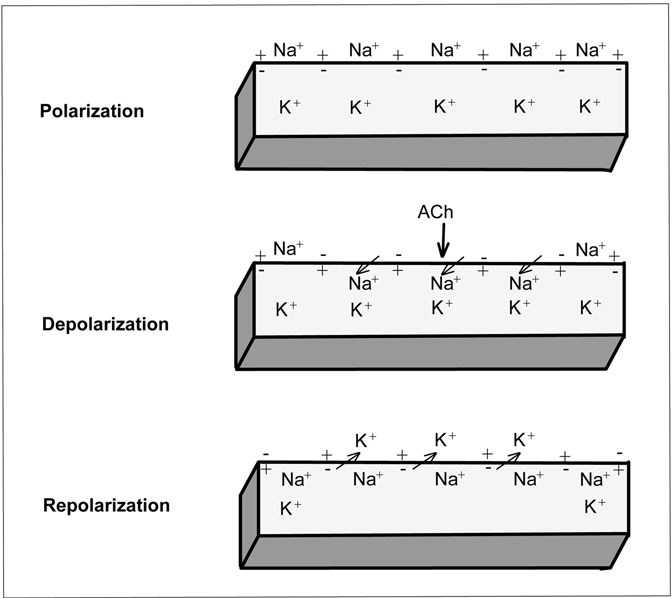 + Na⁺ + Na⁺ + Na⁺ + Na⁺ + Na⁺ +
- - - - - -
Polarization
K⁺ K⁺ K⁺ K⁺ K⁺
ACh
+ Na⁺ - - - - Na⁺ +
- + + + + -
Na⁺ Na⁺ Na⁺
K⁺ K⁺ K⁺ K⁺ K⁺
Depolarization
K⁺ K⁺ K⁺
- + + + + -
+ - - - - +
Na⁺ Na⁺ Na⁺ Na⁺ Na⁺
Repolarization
K⁺ K⁺